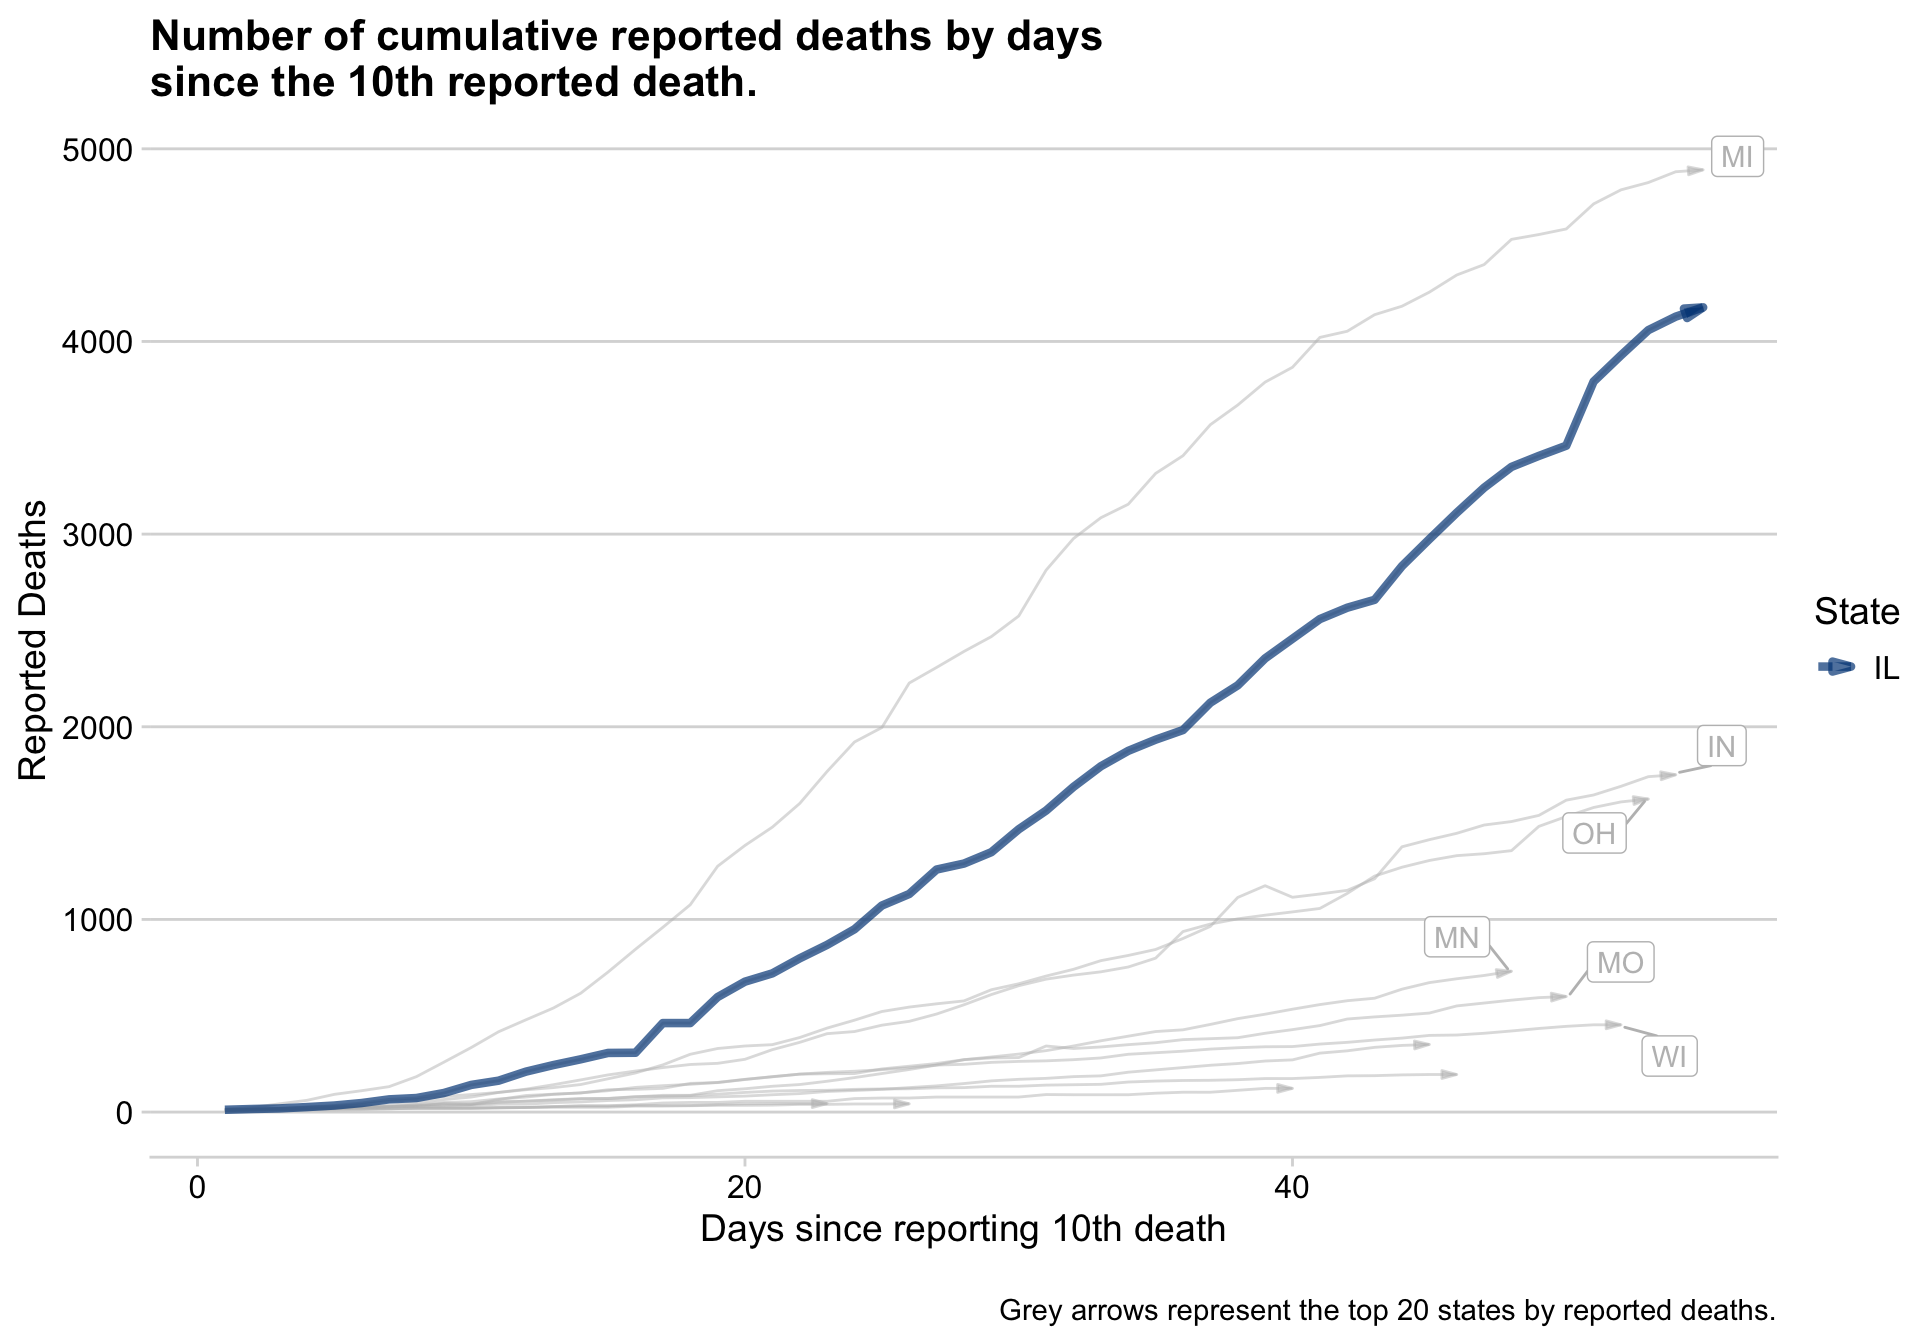 Number of cumulative reported deaths by days
since the 10th reported death.
5000
4000
3000
2000
1000
0
Reported Deaths
MI
IN
OH
MN
MO
WI
State
IL
0
20
40
Days since reporting 10th death
Grey arrows represent the top 20 states by reported deaths.